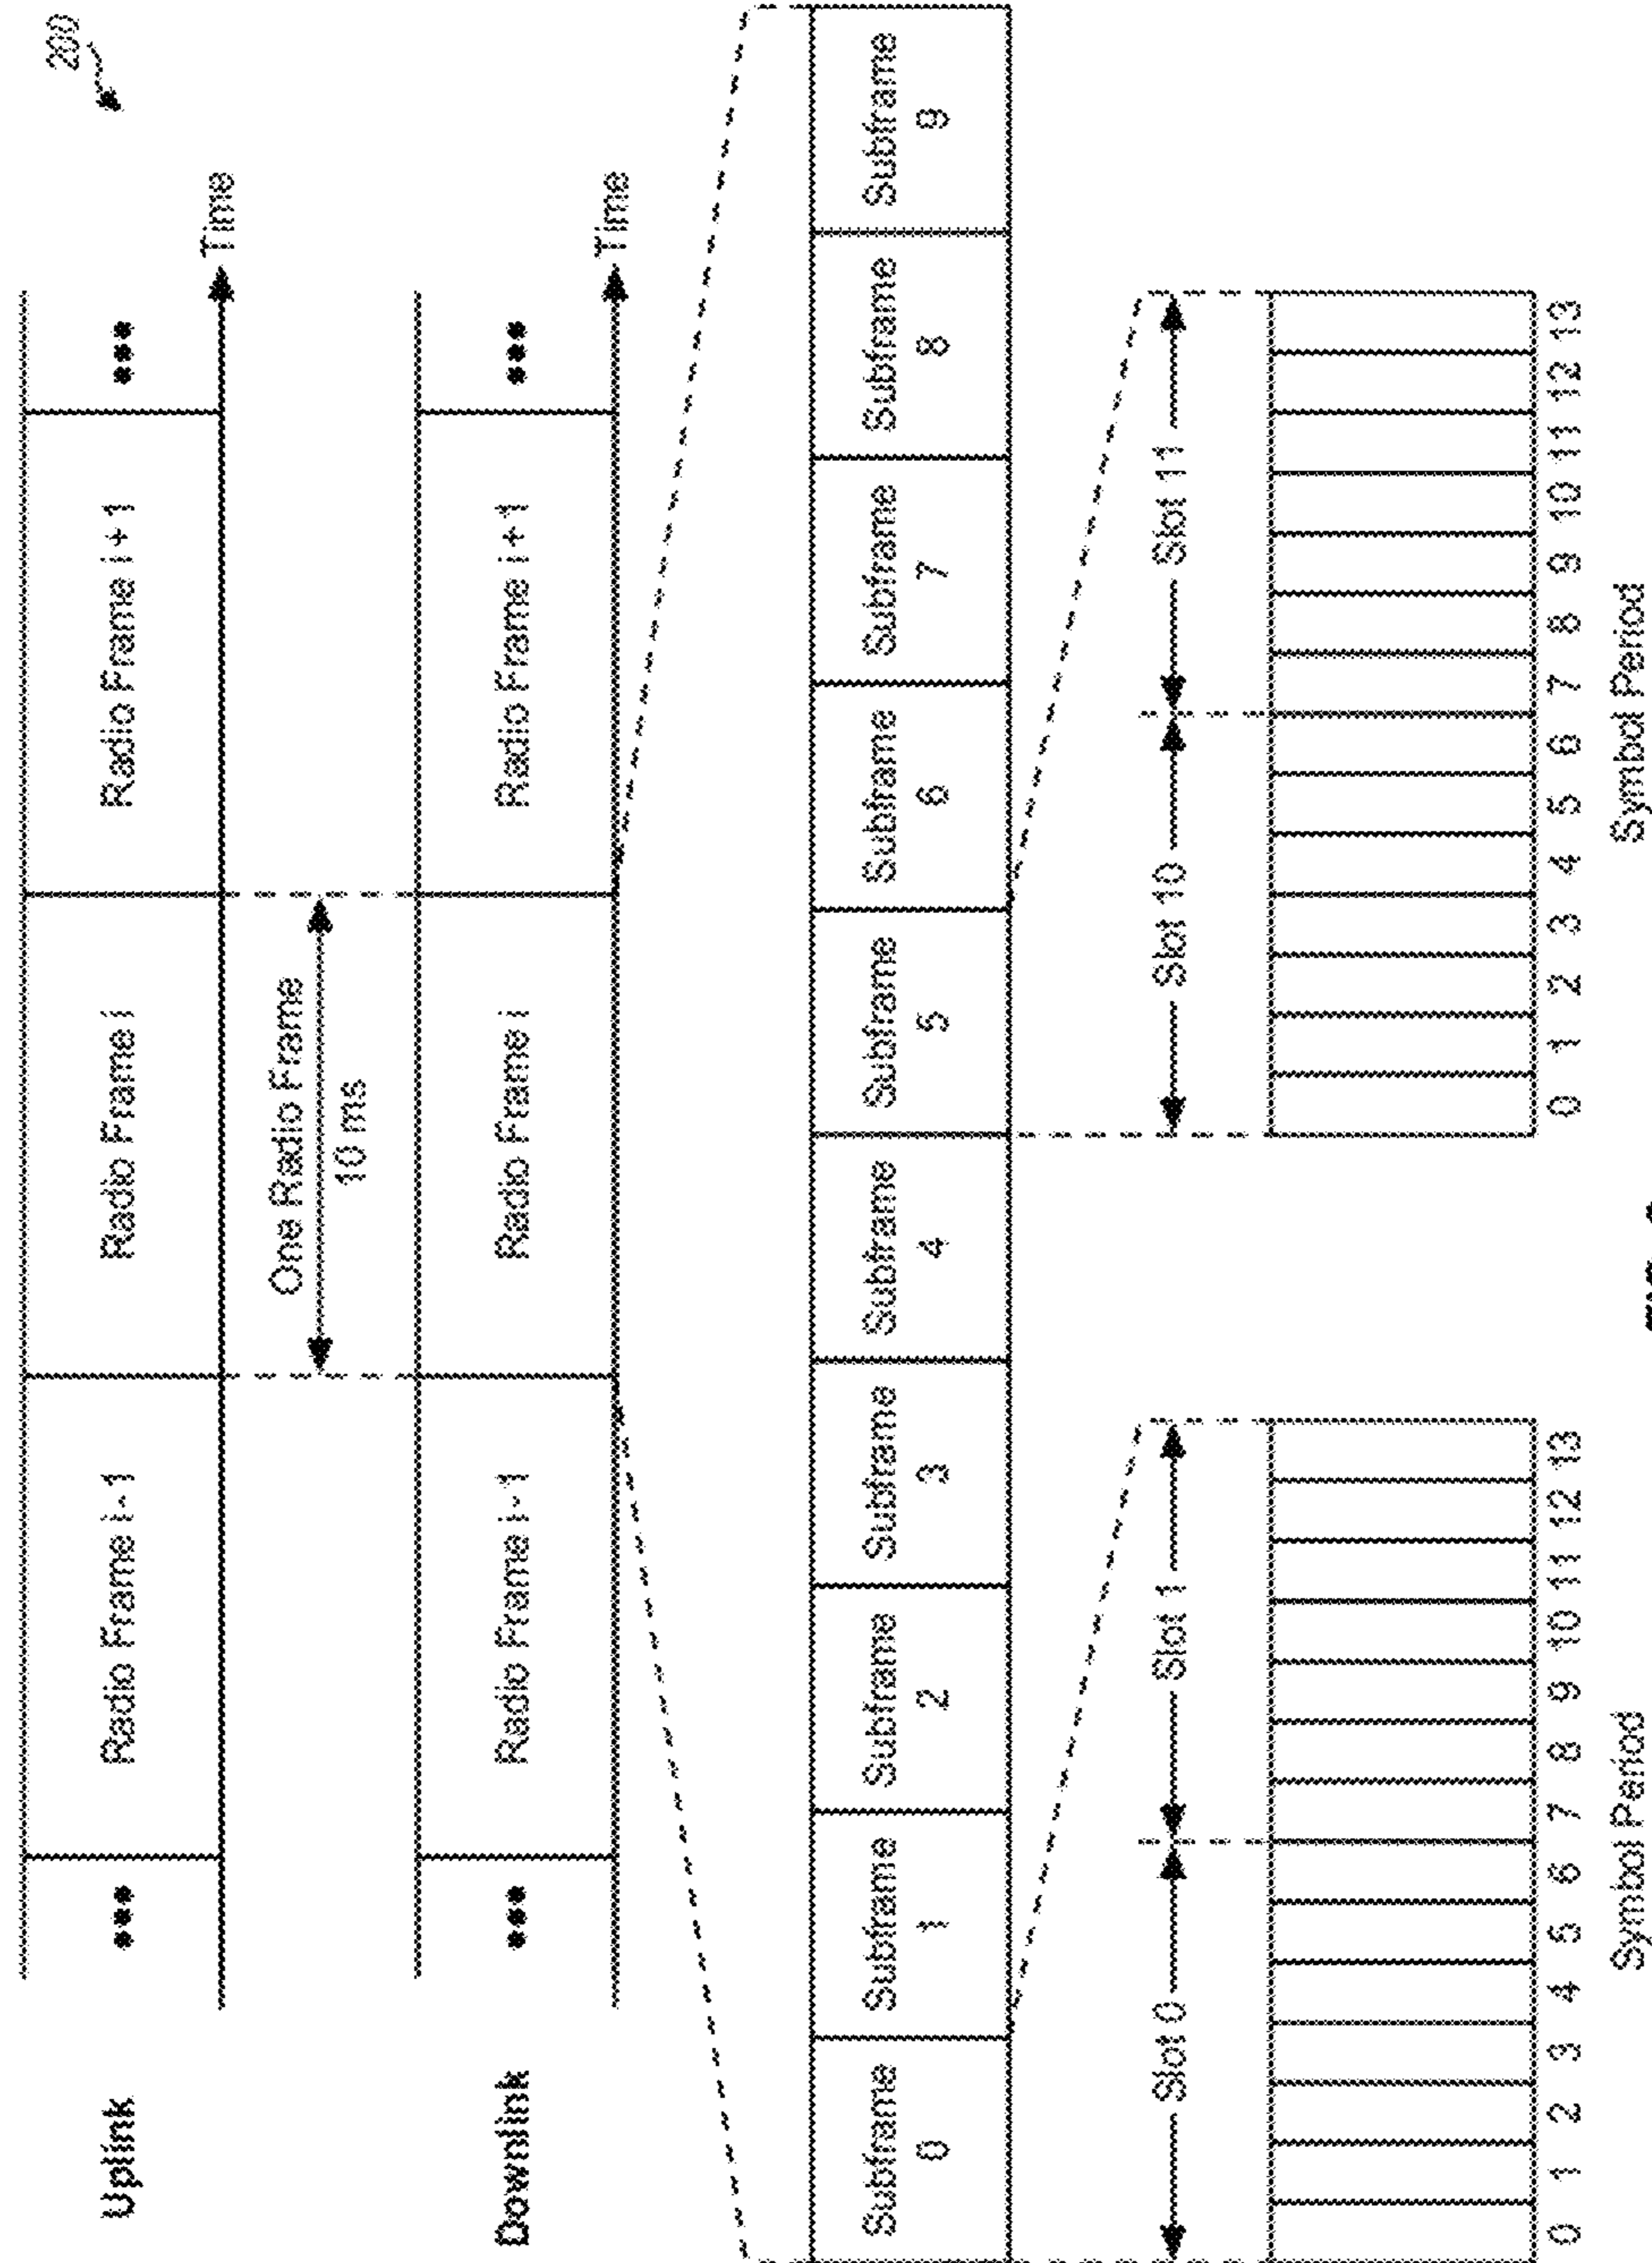 200
Uplink
••• Radio Frame i-1 Radio Frame i Radio Frame i+1 •••
Time
One Radio Frame
10 ms
Downlink
••• Radio Frame i-1 Radio Frame i Radio Frame i+1 •••
Time
Subframe 0 Subframe 1 Subframe 2 Subframe 3 Subframe 4 Subframe 5 Subframe 6 Subframe 7 Subframe 8 Subframe 9
Slot 0 Slot 1
Slot 10 Slot 11
0 1 2 3 4 5 6 7 8 9 10 11 12 13
0 1 2 3 4 5 6 7 8 9 10 11 12 13
Symbol Period
Symbol Period